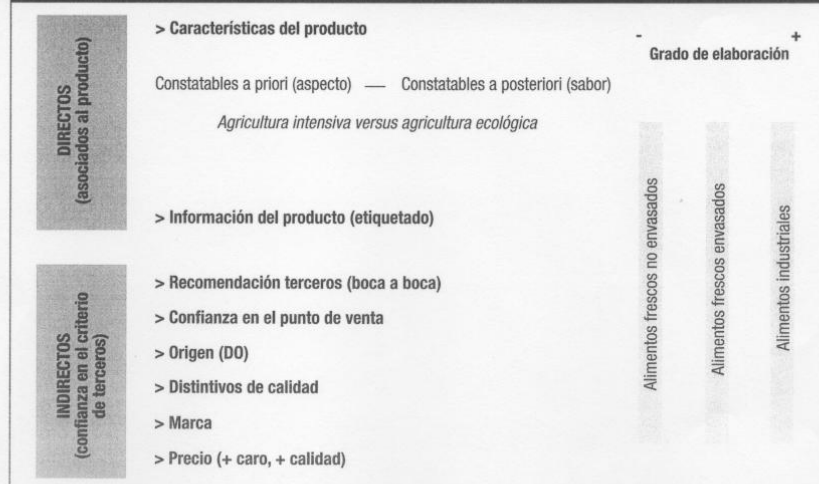 DIRECTOS
(asociados al producto)
> Características del producto
Constatables a priori (aspecto) — Constatables a posteriori (sabor)
Agricultura intensiva versus agricultura ecológica
> Información del producto (etiquetado)
INDIRECTOS
(confianza en el criterio
de terceros)
> Recomendación terceros (boca a boca)
> Confianza en el punto de venta
> Origen (DO)
> Distintivos de calidad
> Marca
> Precio (+ caro, + calidad)
- +
Grado de elaboración
Alimentos frescos no envasados
Alimentos frescos envasados
Alimentos industriales